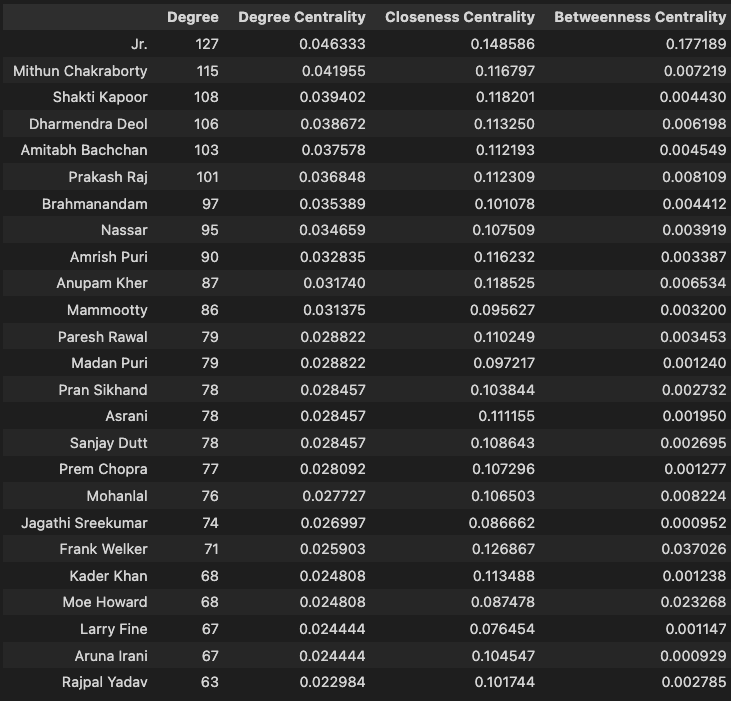 Degree Degree Centrality Closeness Centrality Betweenness Centrality
Jr. 127 0.046333 0.148586 0.177189
Mithun Chakraborty 115 0.041955 0.116797 0.007219
Shakti Kapoor 108 0.039402 0.118201 0.004430
Dharmendra Deol 106 0.038672 0.113250 0.006198
Amitabh Bachchan 103 0.037578 0.112193 0.004549
Prakash Raj 101 0.036848 0.112309 0.008109
Brahmanandam 97 0.035389 0.101078 0.004412
Nassar 95 0.034659 0.107509 0.003919
Amrish Puri 90 0.032835 0.116232 0.003387
Anupam Kher 87 0.031740 0.118525 0.006534
Mammootty 86 0.031375 0.095627 0.003200
Paresh Rawal 79 0.028822 0.110249 0.003453
Madan Puri 79 0.028822 0.097217 0.001240
Pran Sikhand 78 0.028457 0.103844 0.002732
Asrani 78 0.028457 0.111155 0.001950
Sanjay Dutt 78 0.028457 0.108643 0.002695
Prem Chopra 77 0.028092 0.107296 0.001277
Mohanlal 76 0.027727 0.106503 0.008224
Jagathi Sreekumar 74 0.026997 0.086662 0.000952
Frank Welker 71 0.025903 0.126867 0.037026
Kader Khan 68 0.024808 0.113488 0.001238
Moe Howard 68 0.024808 0.087478 0.023268
Larry Fine 67 0.024444 0.076454 0.001147
Aruna Irani 67 0.024444 0.104547 0.000929
Rajpal Yadav 63 0.022984 0.101744 0.002785